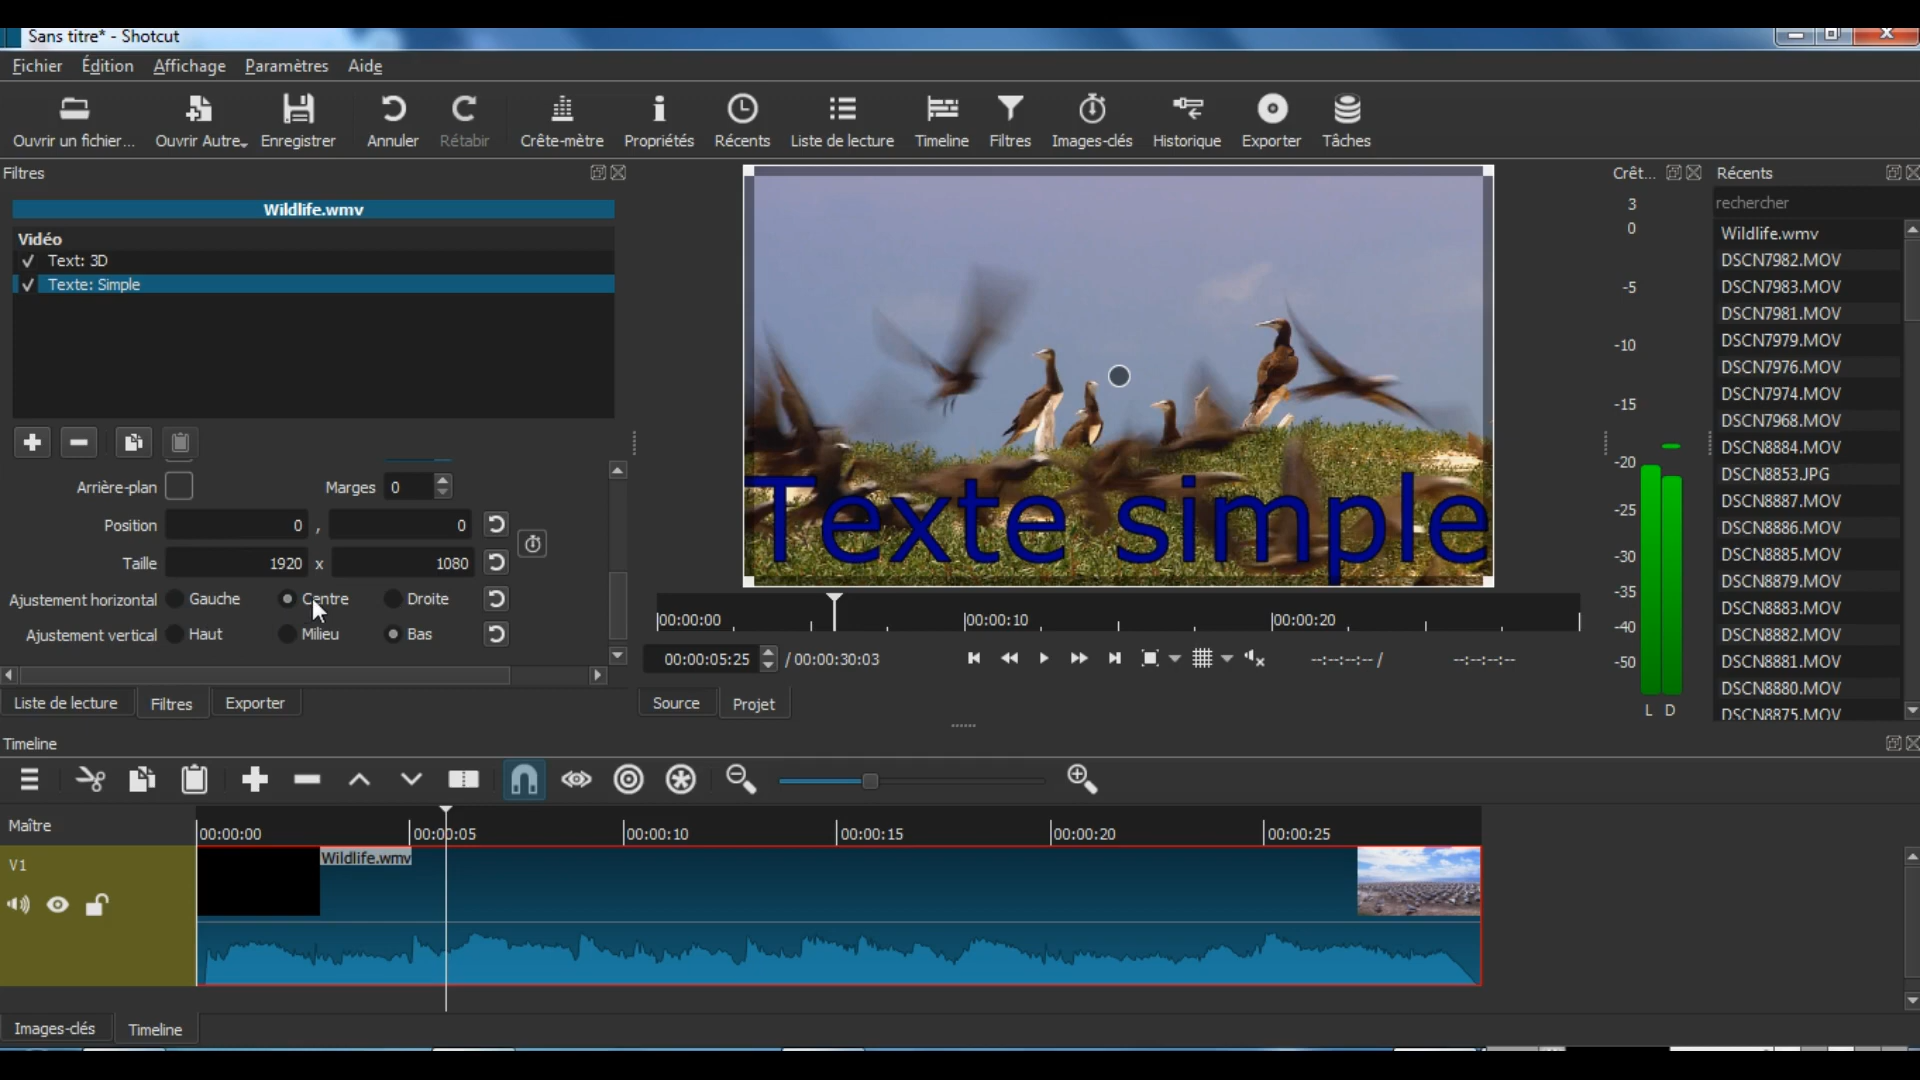 Sans titre* - Shotcut
Fichier Édition Affichage Paramètres Aide
Ouvrir un fichier... Ouvrir Autre Enregistrer Annuler Rétabir Crête-mètre Propriétés Récents Liste de lecture Timeline Filtres Images-clés Historique Exporter Tâches
Filtres
Wildlife.wmv
Vidéo
Text: 3D
Texte: Simple
Arrière-plan Marges 0
Position 0 , 0
Taille 1920 x 1080
Ajustement horizontal Gauche Centre Droite
Ajustement vertical Haut Milieu Bas
Liste de lecture Filtres Exporter
Texte simple
00:00:00 00:00:10 00:00:20
00:00:05:25 / 00:00:30:03 --:--:--:-- / --:--:--:--
Source Projet
Crêt...
3
0
-5
-10
-15
-20
-25
-30
-35
-40
-50
L D
Récents
rechercher
Wildlife.wmv
DSCN7982.MOV
DSCN7983.MOV
DSCN7981.MOV
DSCN7979.MOV
DSCN7976.MOV
DSCN7974.MOV
DSCN7968.MOV
DSCN8884.MOV
DSCN8853.JPG
DSCN8887.MOV
DSCN8886.MOV
DSCN8885.MOV
DSCN8879.MOV
DSCN8883.MOV
DSCN8882.MOV
DSCN8881.MOV
DSCN8880.MOV
DSCN8875.MOV
Timeline
Maître
00:00:00 00:00:05 00:00:10 00:00:15 00:00:20 00:00:25
V1
Wildlife.wmv
Images-clés Timeline